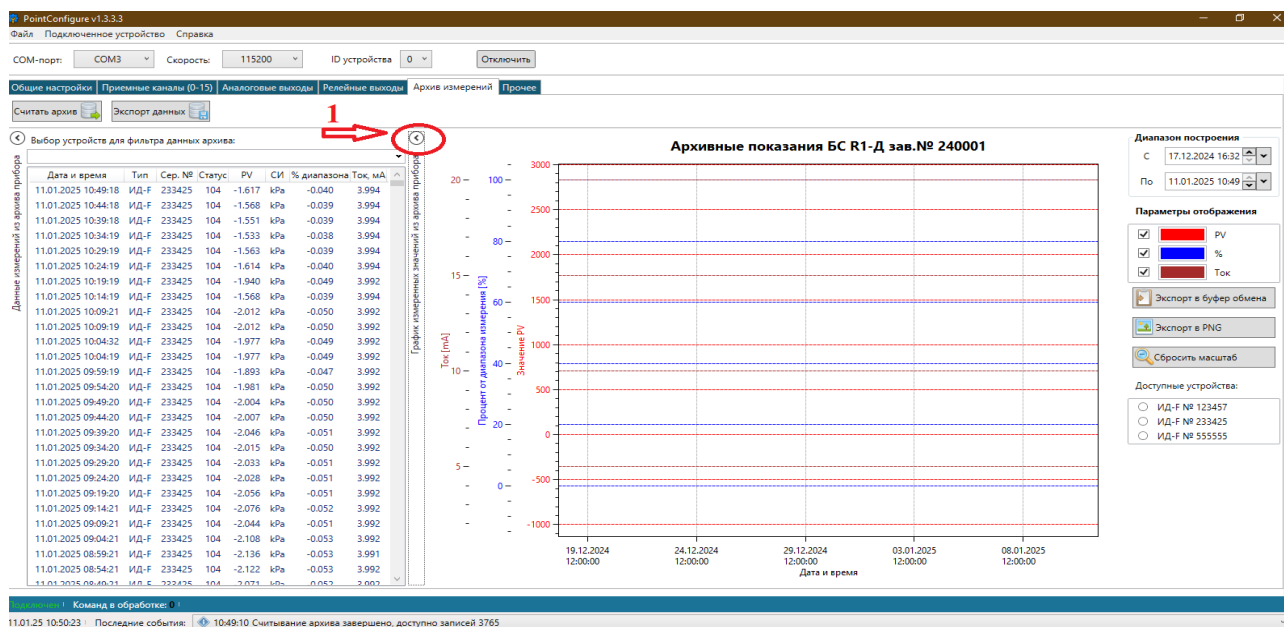 PointConfigure v1.3.3.3
Файл Подключенное устройство Справка
COM-порт: COM3 Скорость: 115200 ID устройства 0 Отключить
Общие настройки Приемные каналы (0-15) Аналоговые выходы Релейные выходы Архив измерений Прочее
Считать архив Экспорт данных
1
Выбор устройств для фильтра данных архива:
Данные измерений из архива прибора
Дата и время Тип Сер. № Статус PV СИ % диапазона Ток, мА
11.01.2025 10:49:18 ИД-F 233425 104 -1.617 kPa -0.040 3.994
11.01.2025 10:44:18 ИД-F 233425 104 -1.568 kPa -0.039 3.994
11.01.2025 10:39:18 ИД-F 233425 104 -1.551 kPa -0.039 3.994
11.01.2025 10:34:19 ИД-F 233425 104 -1.533 kPa -0.038 3.994
11.01.2025 10:29:19 ИД-F 233425 104 -1.563 kPa -0.039 3.994
11.01.2025 10:24:19 ИД-F 233425 104 -1.614 kPa -0.040 3.994
11.01.2025 10:19:19 ИД-F 233425 104 -1.940 kPa -0.049 3.992
11.01.2025 10:14:19 ИД-F 233425 104 -1.568 kPa -0.039 3.994
11.01.2025 10:09:21 ИД-F 233425 104 -2.012 kPa -0.050 3.992
11.01.2025 10:09:19 ИД-F 233425 104 -2.012 kPa -0.050 3.992
11.01.2025 10:04:32 ИД-F 233425 104 -1.977 kPa -0.049 3.992
11.01.2025 10:04:19 ИД-F 233425 104 -1.977 kPa -0.049 3.992
11.01.2025 09:59:19 ИД-F 233425 104 -1.893 kPa -0.047 3.992
11.01.2025 09:54:20 ИД-F 233425 104 -1.981 kPa -0.050 3.992
11.01.2025 09:49:20 ИД-F 233425 104 -2.004 kPa -0.050 3.992
11.01.2025 09:44:20 ИД-F 233425 104 -2.007 kPa -0.050 3.992
11.01.2025 09:39:20 ИД-F 233425 104 -2.046 kPa -0.051 3.992
11.01.2025 09:34:20 ИД-F 233425 104 -2.015 kPa -0.050 3.992
11.01.2025 09:29:20 ИД-F 233425 104 -2.033 kPa -0.051 3.992
11.01.2025 09:24:20 ИД-F 233425 104 -2.028 kPa -0.051 3.992
11.01.2025 09:19:20 ИД-F 233425 104 -2.056 kPa -0.051 3.992
11.01.2025 09:14:21 ИД-F 233425 104 -2.076 kPa -0.052 3.992
11.01.2025 09:09:21 ИД-F 233425 104 -2.044 kPa -0.051 3.992
11.01.2025 09:04:21 ИД-F 233425 104 -2.108 kPa -0.053 3.992
11.01.2025 08:59:21 ИД-F 233425 104 -2.136 kPa -0.053 3.991
11.01.2025 08:54:21 ИД-F 233425 104 -2.122 kPa -0.053 3.992
11.01.2025 08:49:21 ИД-F 233425 104 -2.071 kPa -0.052 3.992
График измеренных значений из архива прибора
Архивные показания БС R1-Д зав.№ 240001
Ток [mA]
20
15
10
5
Процент от диапазона измерения [%]
100
80
60
40
20
0
Значение PV
3000
2500
2000
1500
1000
500
0
-500
-1000
19.12.2024 24.12.2024 29.12.2024 03.01.2025 08.01.2025
12:00:00 12:00:00 12:00:00 12:00:00 12:00:00
Дата и время
Диапазон построения
С 17.12.2024 16:32
По 11.01.2025 10:49
Параметры отображения
PV
%
Ток
Экспорт в буфер обмена
Экспорт в PNG
Сбросить масштаб
Доступные устройства:
ИД-F № 123457
ИД-F № 233425
ИД-F № 555555
Подключен Команд в обработке: 0
11.01.25 10:50:23 Последние события: 10:49:10 Считывание архива завершено, доступно записей 3765